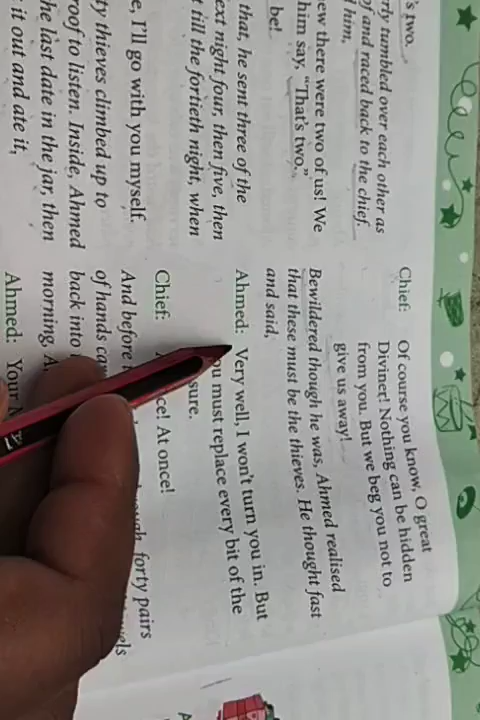 's two.
rly tumbled over each other as
f and raced back to the chief.
him,
ew there were two of us! We
him say, "That's two."
be!
that, he sent three of the
ext night four, then five, then
t till the fortieth night, when
e, I'll go with you myself.
ty thieves climbed up to
roof to listen. Inside, Ahmed
he last date in the jar, then
it out and ate it,
Chief: Of course you know, O great
Diviner! Nothing can be hidden
from you. But we beg you not to
give us away!
Bewildered though he was, Ahmed realised
that these must be the thieves. He thought fast
and said,
Ahmed: Very well, I won't turn you in. But
you must replace every bit of the
sure.
Chief: ce! At once!
And before forty pairs
of hands
back into
morning,
Ahmed: Your